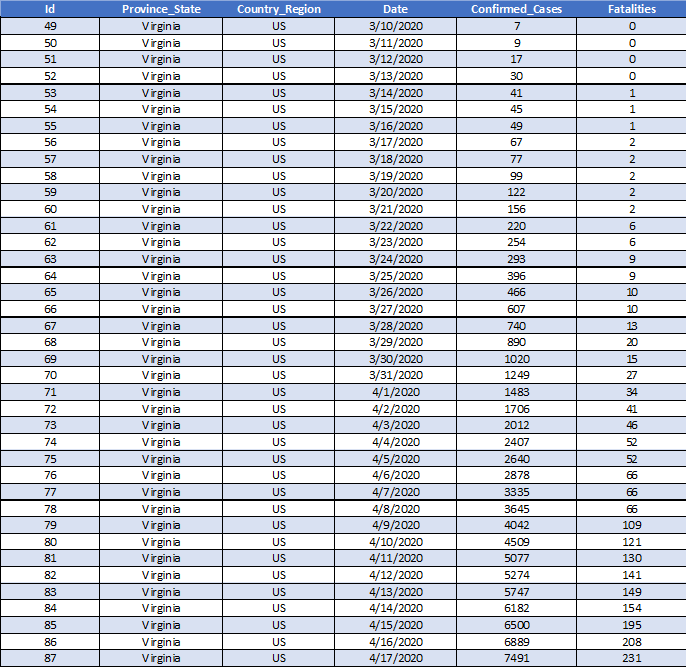 Id Province_State Country_Region Date Confirmed_Cases Fatalities
49 Virginia US 3/10/2020 7 0
50 Virginia US 3/11/2020 9 0
51 Virginia US 3/12/2020 17 0
52 Virginia US 3/13/2020 30 0
53 Virginia US 3/14/2020 41 1
54 Virginia US 3/15/2020 45 1
55 Virginia US 3/16/2020 49 1
56 Virginia US 3/17/2020 67 2
57 Virginia US 3/18/2020 77 2
58 Virginia US 3/19/2020 99 2
59 Virginia US 3/20/2020 122 2
60 Virginia US 3/21/2020 156 2
61 Virginia US 3/22/2020 220 6
62 Virginia US 3/23/2020 254 6
63 Virginia US 3/24/2020 293 9
64 Virginia US 3/25/2020 396 9
65 Virginia US 3/26/2020 466 10
66 Virginia US 3/27/2020 607 10
67 Virginia US 3/28/2020 740 13
68 Virginia US 3/29/2020 890 20
69 Virginia US 3/30/2020 1020 15
70 Virginia US 3/31/2020 1249 27
71 Virginia US 4/1/2020 1483 34
72 Virginia US 4/2/2020 1706 41
73 Virginia US 4/3/2020 2012 46
74 Virginia US 4/4/2020 2407 52
75 Virginia US 4/5/2020 2640 52
76 Virginia US 4/6/2020 2878 66
77 Virginia US 4/7/2020 3335 66
78 Virginia US 4/8/2020 3645 66
79 Virginia US 4/9/2020 4042 109
80 Virginia US 4/10/2020 4509 121
81 Virginia US 4/11/2020 5077 130
82 Virginia US 4/12/2020 5274 141
83 Virginia US 4/13/2020 5747 149
84 Virginia US 4/14/2020 6182 154
85 Virginia US 4/15/2020 6500 195
86 Virginia US 4/16/2020 6889 208
87 Virginia US 4/17/2020 7491 231